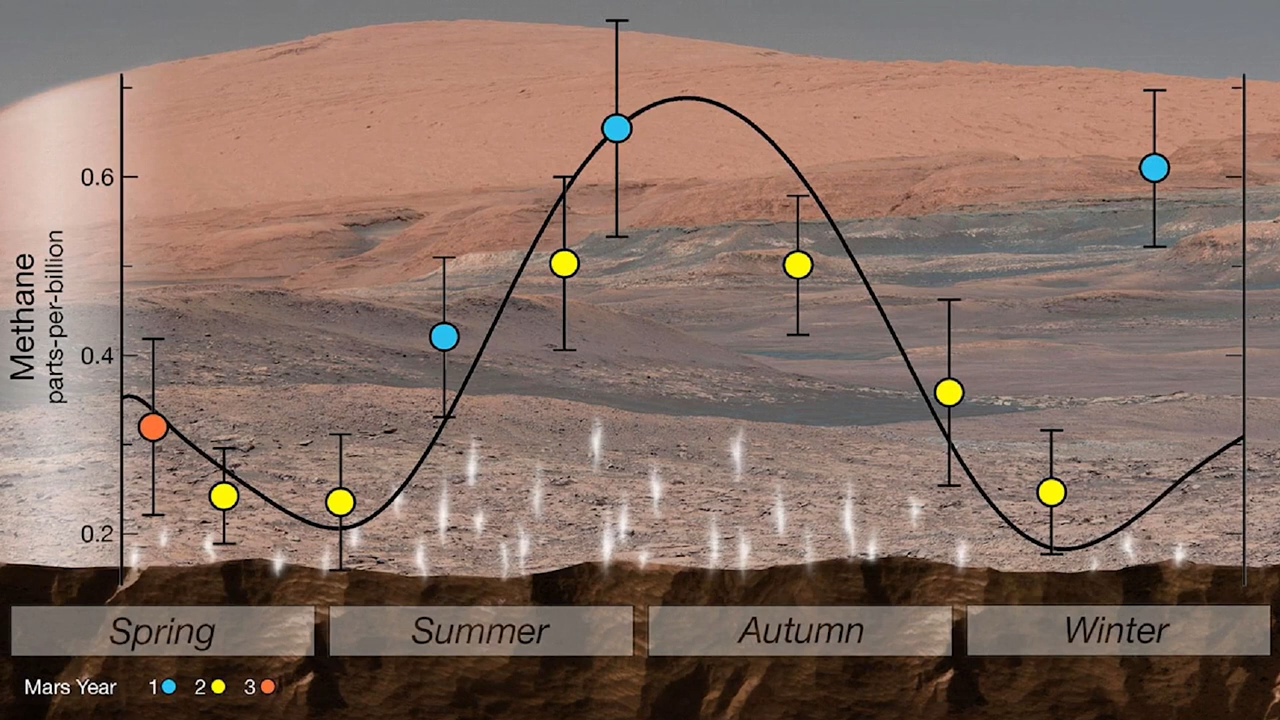 0.6
0.4
0.2
Methane
parts-per-billion
Spring Summer Autumn Winter
Mars Year 1 2 3